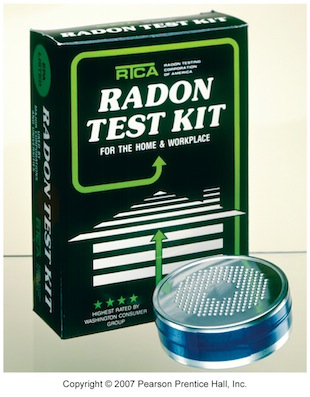 RTCA
RADON TESTING
CORPORATION
OF AMERICA
RADON
TEST KIT
FOR THE HOME & WORKPLACE
RADON TEST KIT
HIGHEST RATED BY
WASHINGTON CONSUMER
GROUP
Copyright © 2007 Pearson Prentice Hall, Inc.